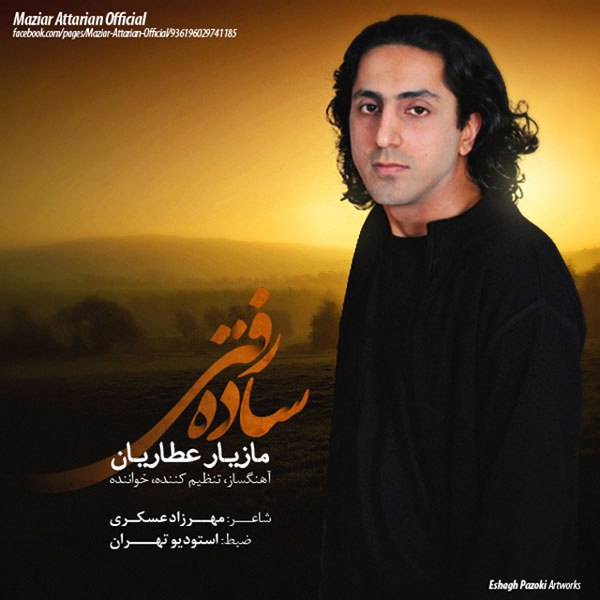 Maziar Attarian Official
facebook.com/pages/Maziar-Attarian-Official/936196029741185
ساده رفتی
مازیار عطاریان
آهنگساز، تنظیم کننده، خواننده
شاعر: مهرزاد عسکری
ضبط: استودیو تهران
Eshagh Pazoki Artworks